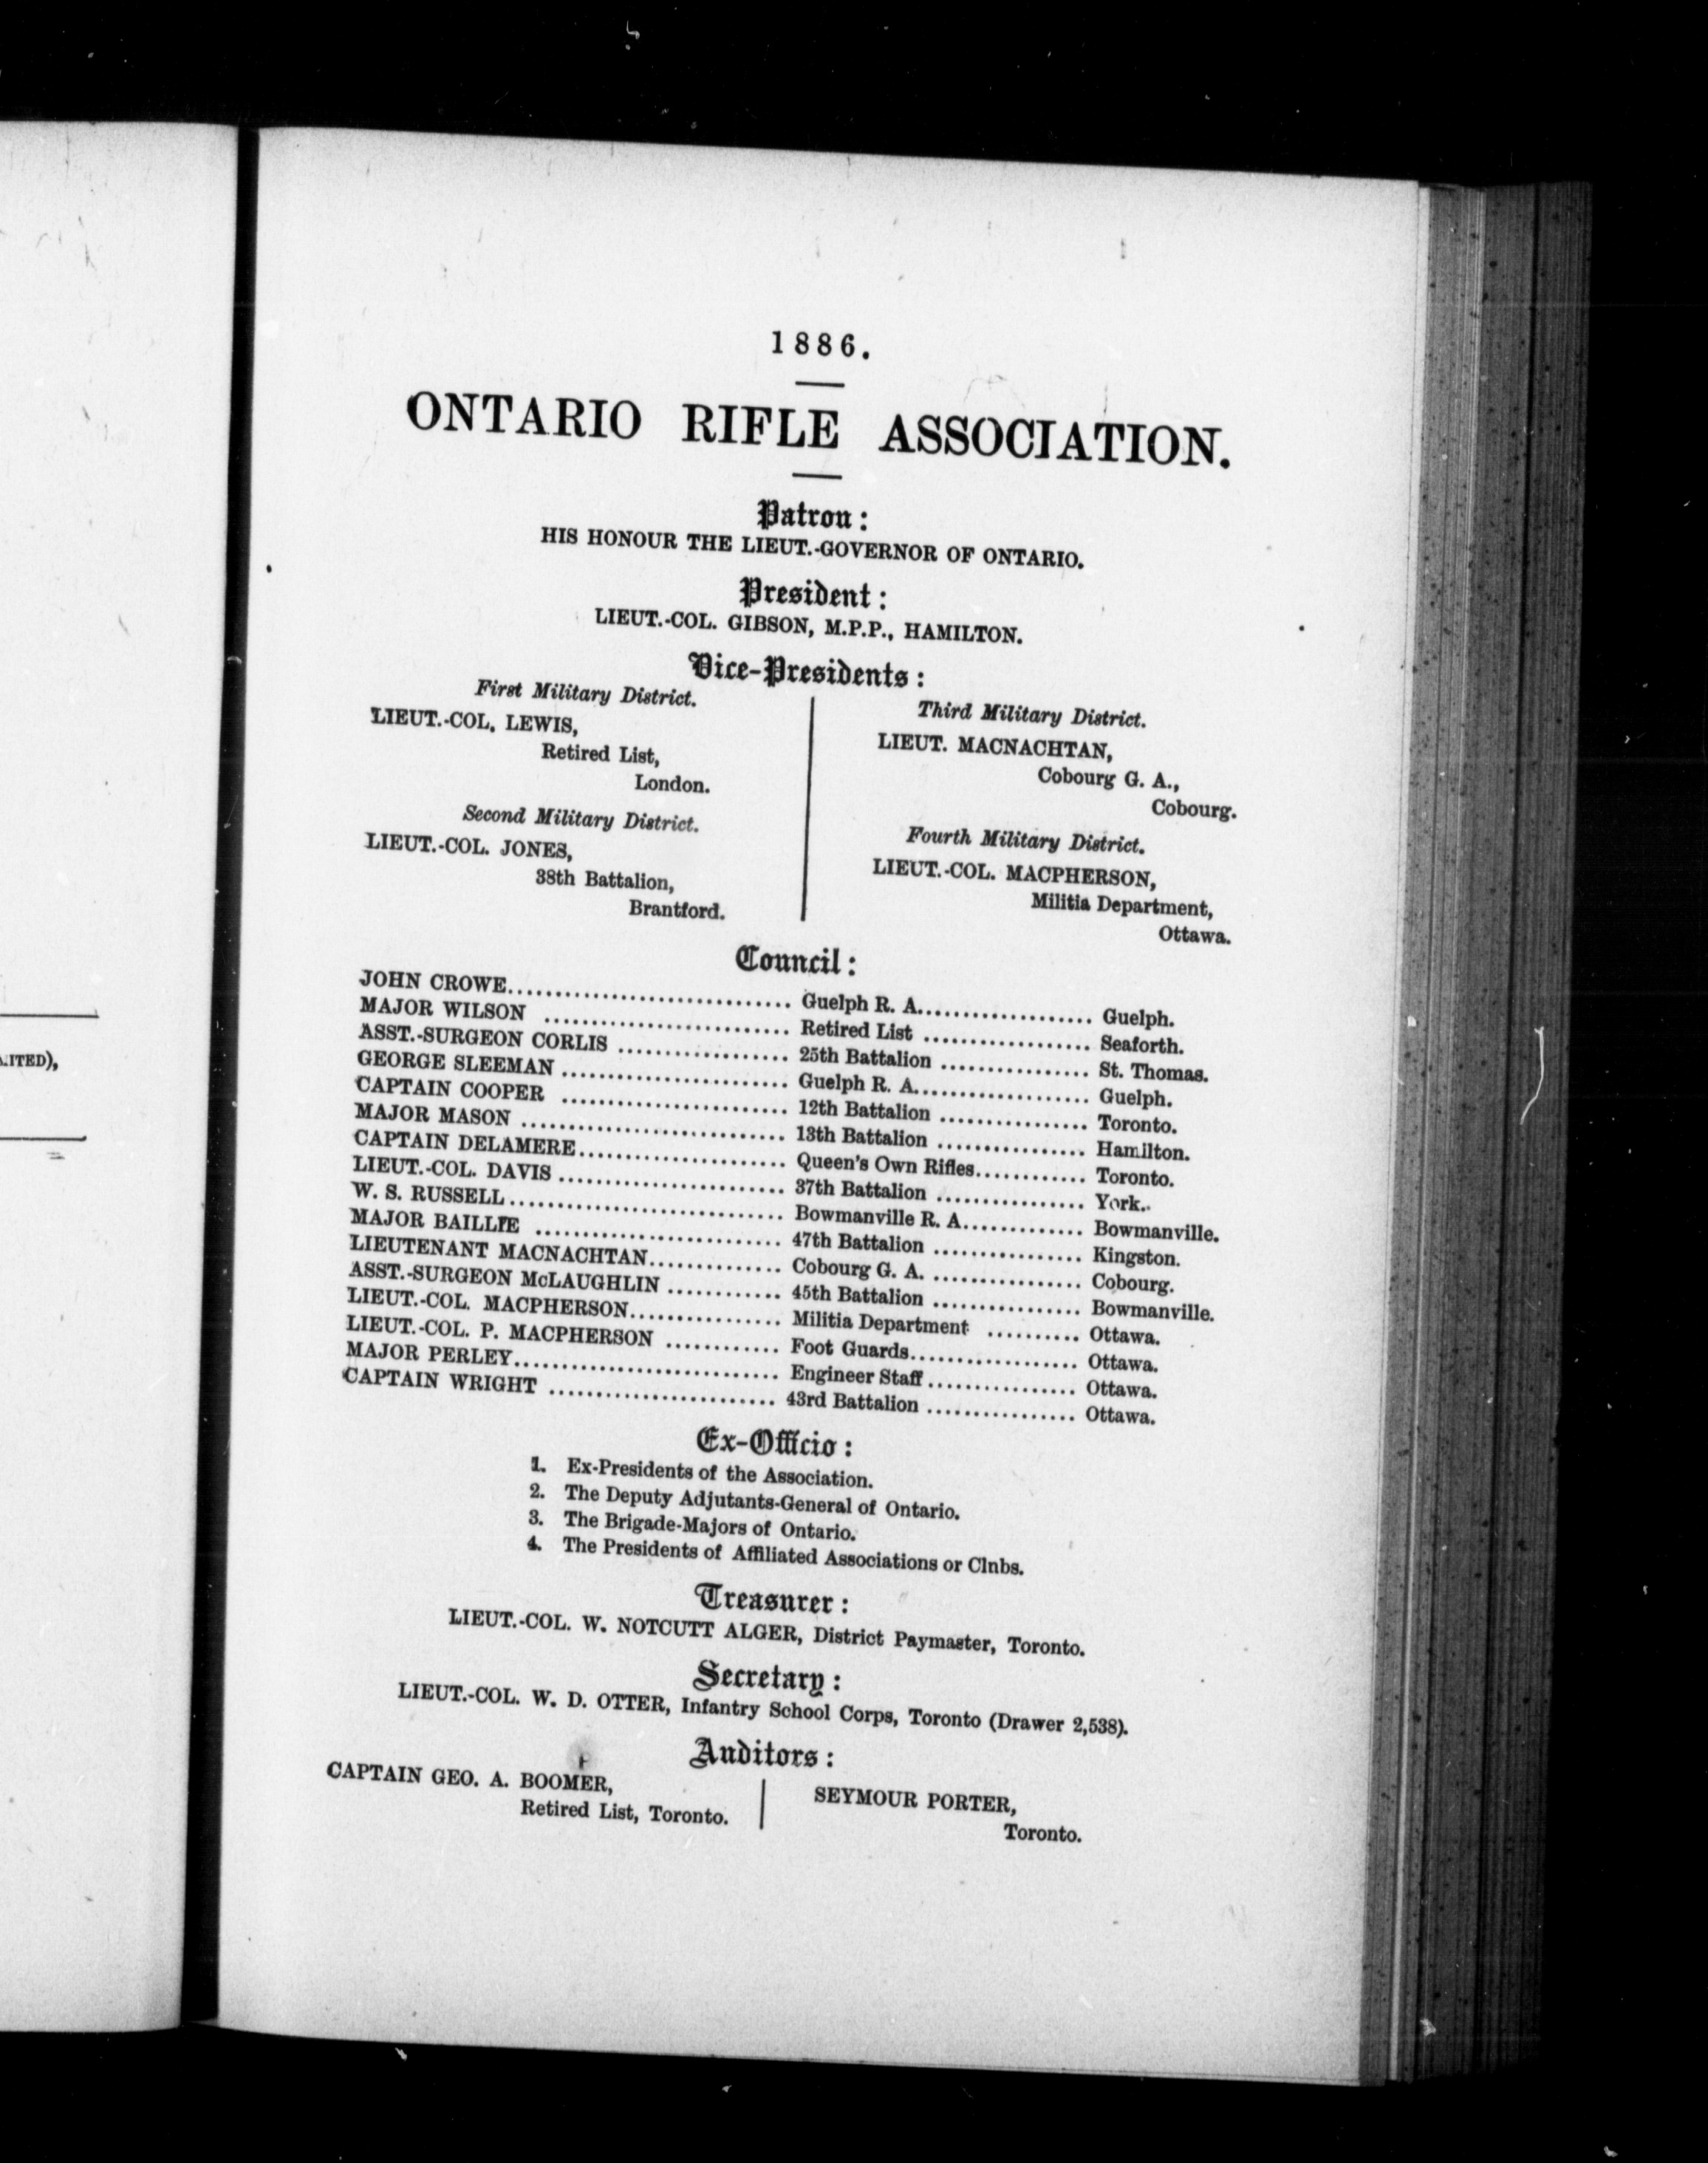 1886.
ONTARIO RIFLE ASSOCIATION.
Patron:
HIS HONOUR THE LIEUT.-GOVERNOR OF ONTARIO.
President:
LIEUT.-COL. GIBSON, M.P.P., HAMILTON.
Vice-Presidents:
First Military District.
LIEUT.-COL. LEWIS,
Retired List,
London.
Second Military District.
LIEUT.-COL. JONES,
38th Battalion,
Brantford.
Third Military District.
LIEUT. MACNACHTAN,
Cobourg G. A.,
Cobourg.
Fourth Military District.
LIEUT.-COL. MACPHERSON,
Militia Department,
Ottawa.
Council:
JOHN CROWE.............................. Guelph R. A................... Guelph.
MAJOR WILSON .......................... Retired List .................. Seaforth.
ASST.-SURGEON CORLIS .................. 25th Battalion ................ St. Thomas.
GEORGE SLEEMAN ........................ Guelph R. A................... Guelph.
CAPTAIN COOPER ........................ 12th Battalion ................ Toronto.
MAJOR MASON ............................ 13th Battalion ................ Hamilton.
CAPTAIN DELAMERE...................... Queen's Own Rifles............ Toronto.
LIEUT.-COL. DAVIS ........................ 37th Battalion ................ York.
W. S. RUSSELL............................. Bowmanville R. A............. Bowmanville.
MAJOR BAILLIE .......................... 47th Battalion ................ Kingston.
LIEUTENANT MACNACHTAN.............. Cobourg G. A. ................ Cobourg.
ASST.-SURGEON McLAUGHLIN ............ 45th Battalion ................ Bowmanville.
LIEUT.-COL. MACPHERSON................ Militia Department .......... Ottawa.
LIEUT.-COL. P. MACPHERSON ............ Foot Guards.................. Ottawa.
MAJOR PERLEY............................ Engineer Staff ................ Ottawa.
CAPTAIN WRIGHT ........................ 43rd Battalion ................ Ottawa.
Ex-Officio:
1. Ex-Presidents of the Association.
2. The Deputy Adjutants-General of Ontario.
3. The Brigade-Majors of Ontario.
4. The Presidents of Affiliated Associations or Clnbs.
Treasurer:
LIEUT.-COL. W. NOTCUTT ALGER, District Paymaster, Toronto.
Secretary:
LIEUT.-COL. W. D. OTTER, Infantry School Corps, Toronto (Drawer 2,538).
Auditors:
CAPTAIN GEO. A. BOOMER,
Retired List, Toronto.
SEYMOUR PORTER,
Toronto.